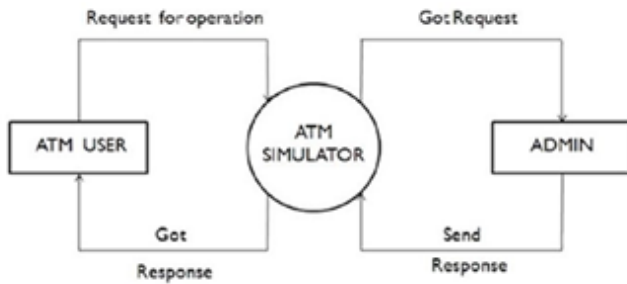 Request for operation
Got Request
ATM USER
ATM
SIMULATOR
ADMIN
Got
Response
Send
Response